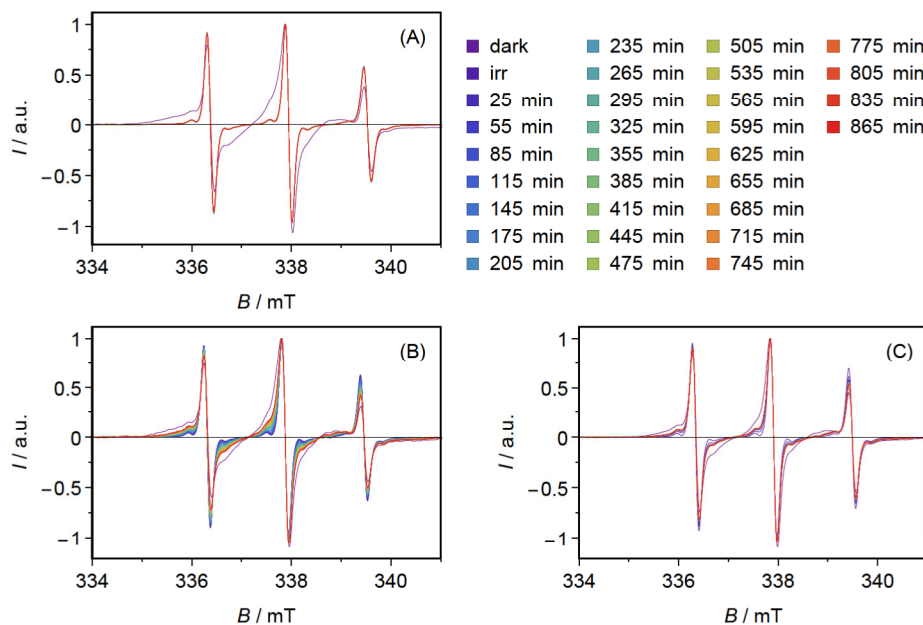 (A)
I / a.u.
1
0.5
0
−0.5
−1
334 336 338 340
B / mT
dark 235 min 505 min 775 min
irr 265 min 535 min 805 min
25 min 295 min 565 min 835 min
55 min 325 min 595 min 865 min
85 min 355 min 625 min
115 min 385 min 655 min
145 min 415 min 685 min
175 min 445 min 715 min
205 min 475 min 745 min
(B)
I / a.u.
1
0.5
0
−0.5
−1
334 336 338 340
B / mT
(C)
I / a.u.
1
0.5
0
−0.5
−1
334 336 338 340
B / mT